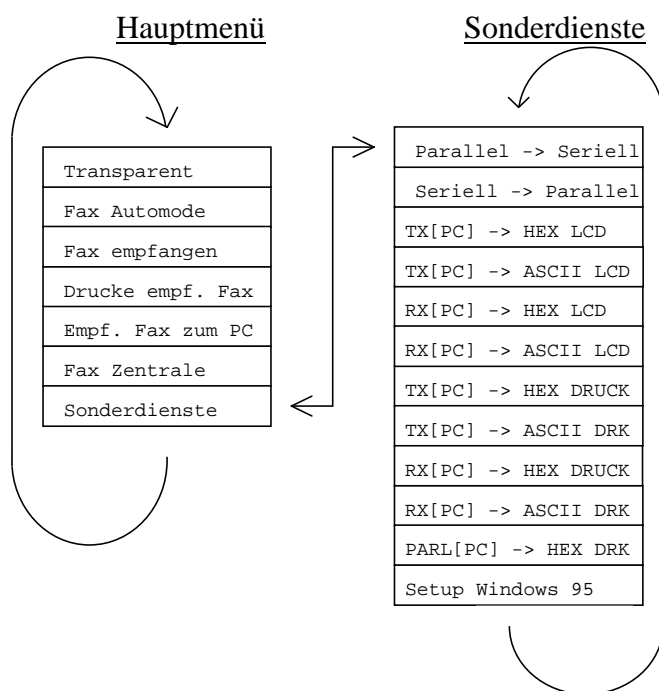 Hauptmenü
Transparent
Fax Automode
Fax empfangen
Drucke empf. Fax
Empf. Fax zum PC
Fax Zentrale
Sonderdienste
Sonderdienste
Parallel -> Seriell
Seriell -> Parallel
TX[PC] -> HEX LCD
TX[PC] -> ASCII LCD
RX[PC] -> HEX LCD
RX[PC] -> ASCII LCD
TX[PC] -> HEX DRUCK
TX[PC] -> ASCII DRK
RX[PC] -> HEX DRUCK
RX[PC] -> ASCII DRK
PARL[PC] -> HEX DRK
Setup Windows 95